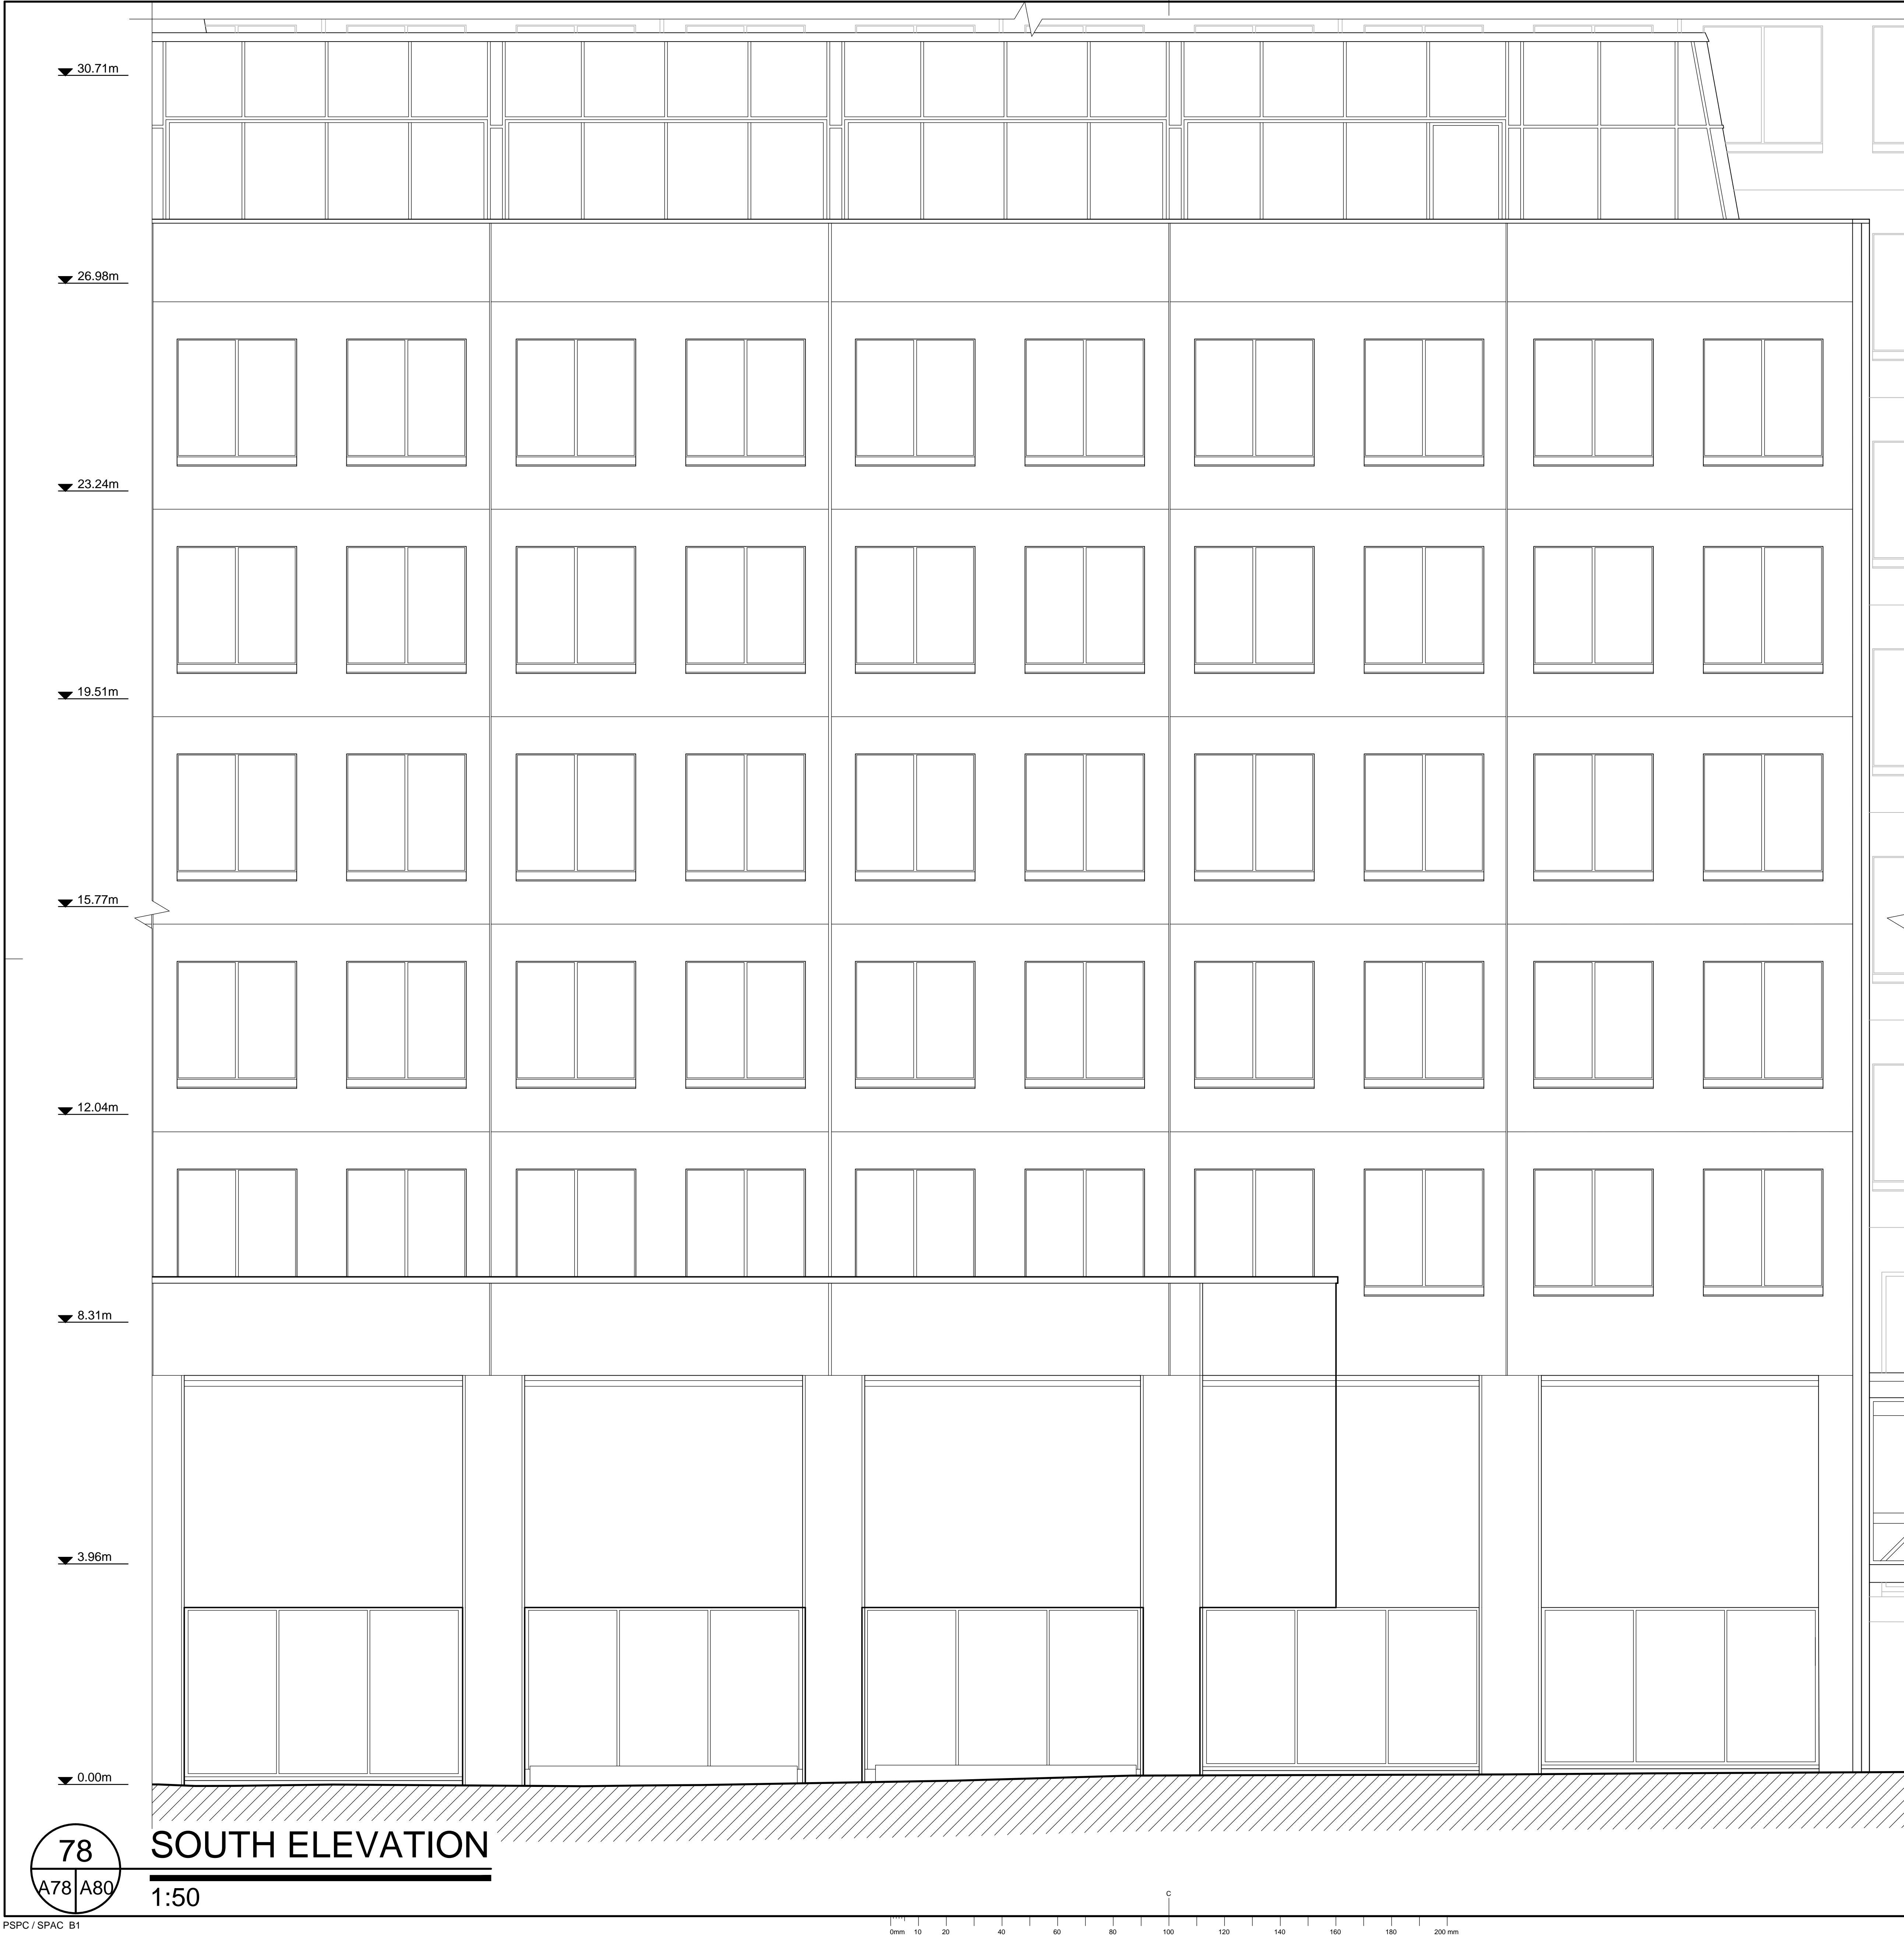 30.71m
26.98m
23.24m
19.51m
15.77m
12.04m
8.31m
3.96m
0.00m
78
A78 A80
SOUTH ELEVATION
1:50
C
PSPC / SPAC B1
0mm 10 20 40 60 80 100 120 140 160 180 200 mm